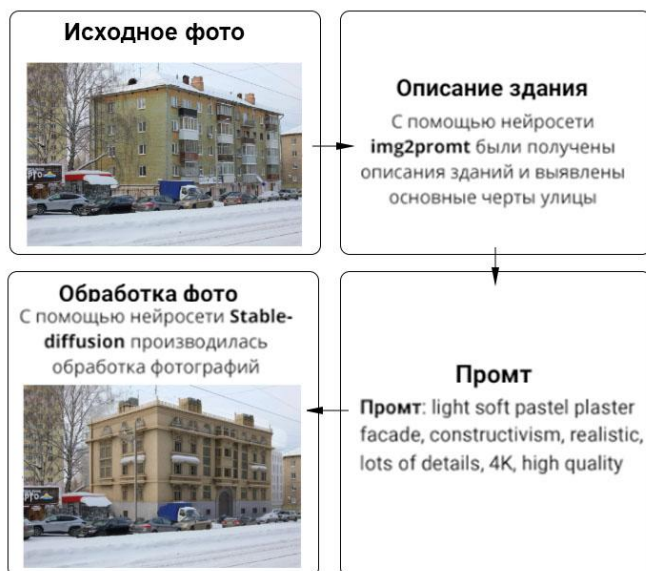 Исходное фото
Описание здания
С помощью нейросети
img2promt были получены
описания зданий и выявлены
основные черты улицы
Промт
Промт: light soft pastel plaster
facade, constructivism, realistic,
lots of details, 4K, high quality
Обработка фото
С помощью нейросети Stable-
diffusion производилась
обработка фотографий